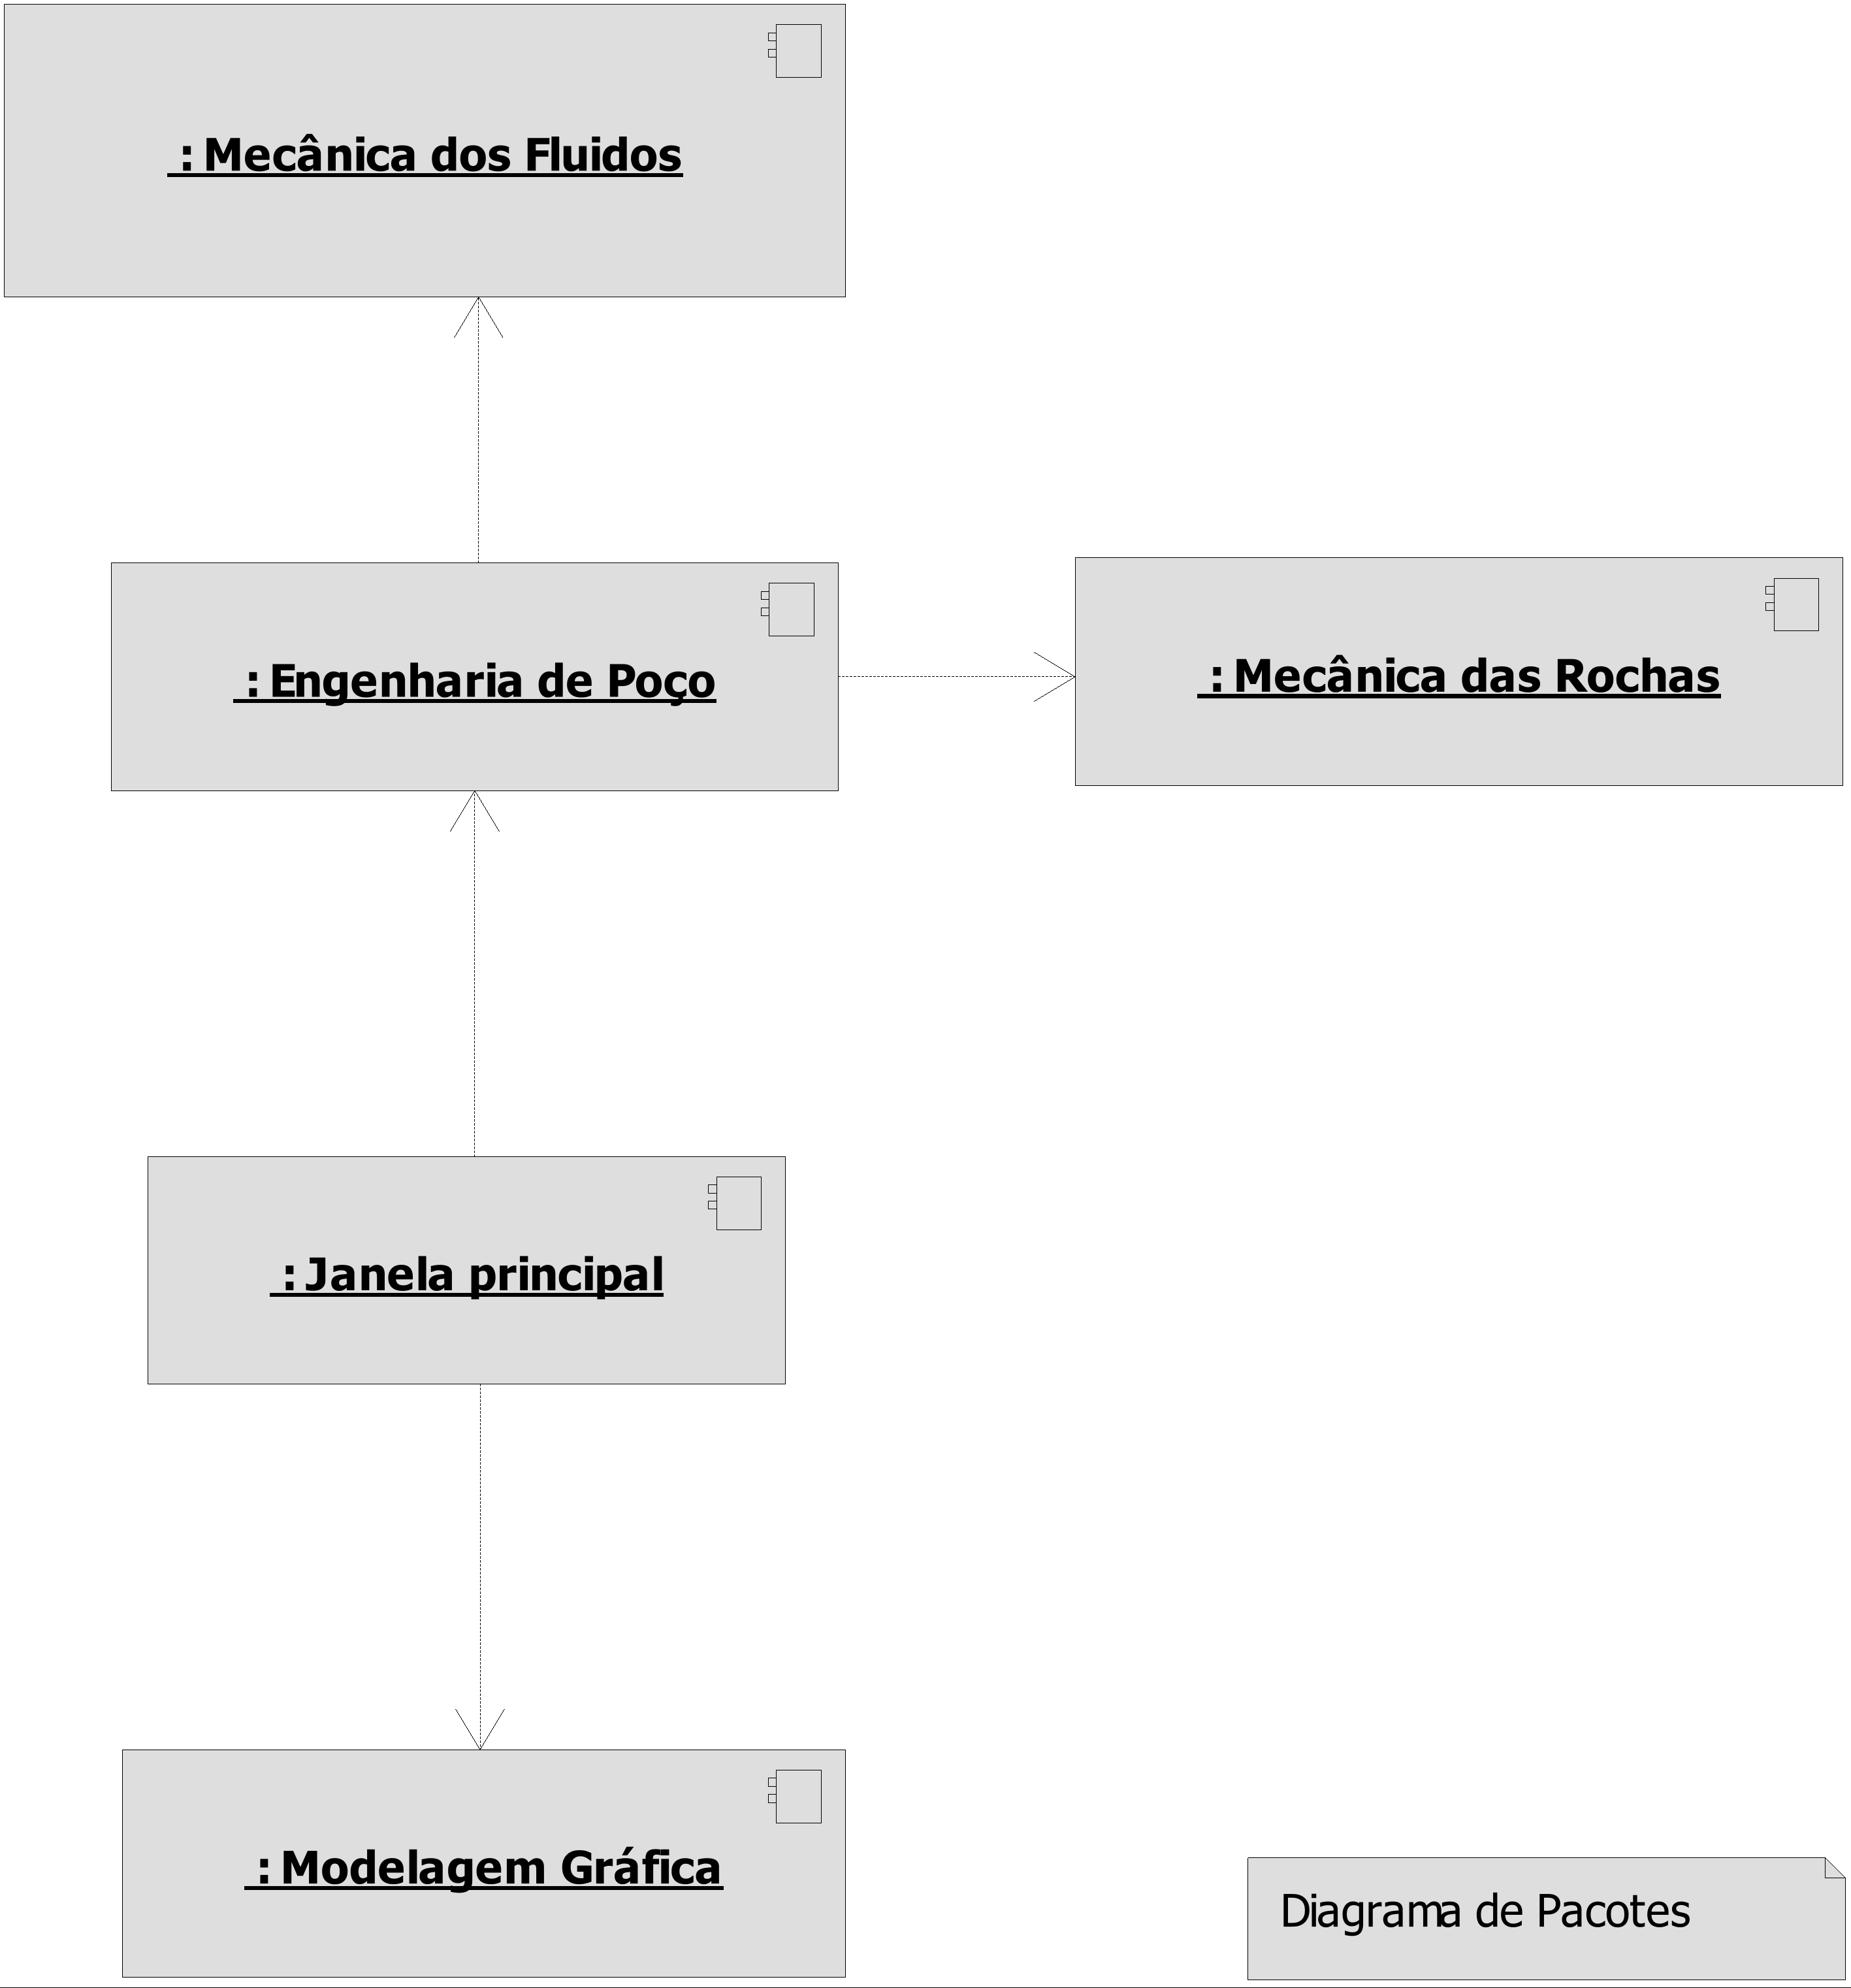 : Mecânica dos Fluidos
: Engenharia de Poço
: Mecânica das Rochas
: Janela principal
: Modelagem Gráfica
Diagrama de Pacotes